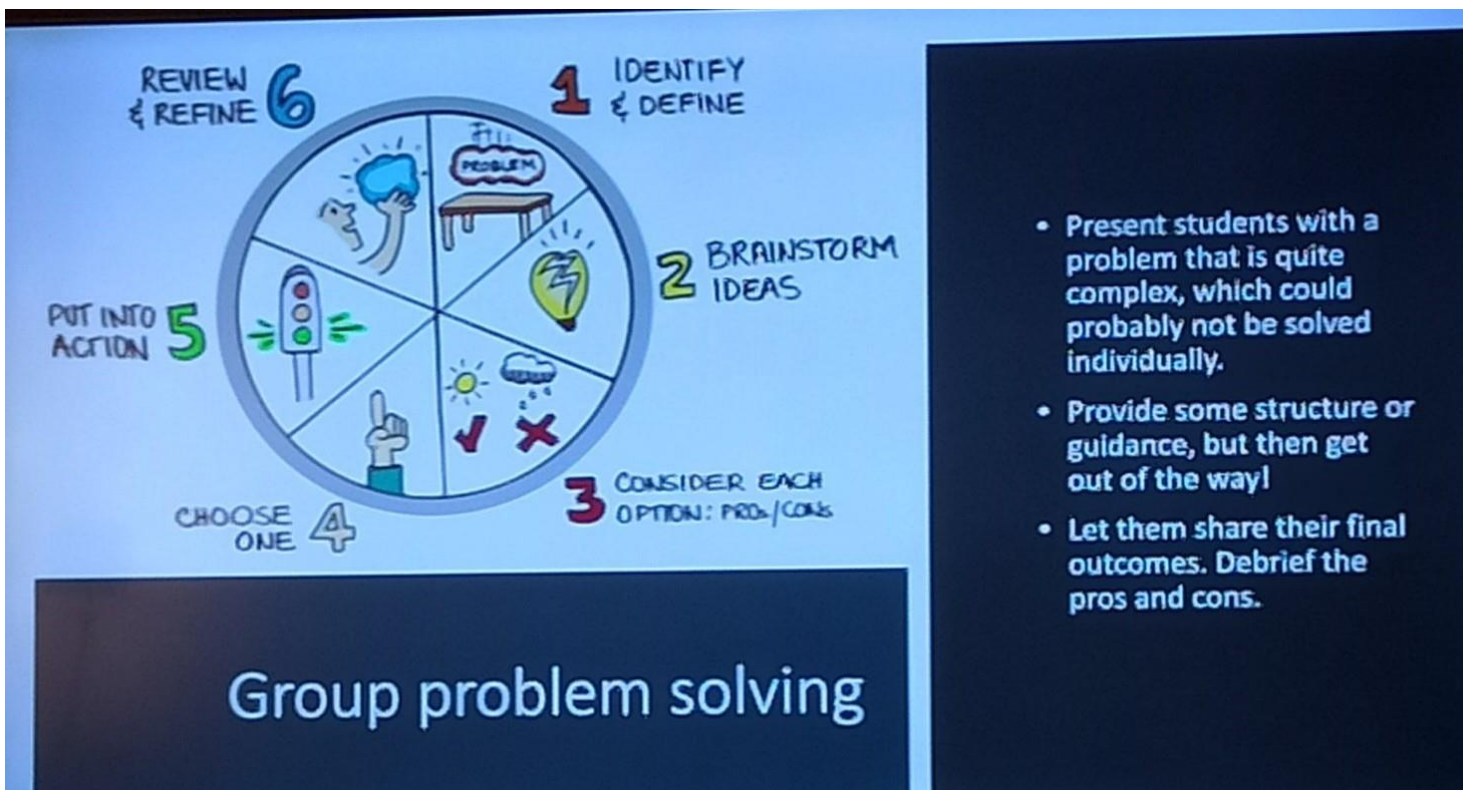 1 IDENTIFY
& DEFINE
PROBLEM
2 BRAINSTORM
IDEAS
3 CONSIDER EACH
OPTION: PROs/CONs
CHOOSE
ONE 4
PUT INTO
ACTION 5
REVIEW
& REFINE 6
Group problem solving
• Present students with a
problem that is quite
complex, which could
probably not be solved
individually.
• Provide some structure or
guidance, but then get
out of the way!
• Let them share their final
outcomes. Debrief the
pros and cons.